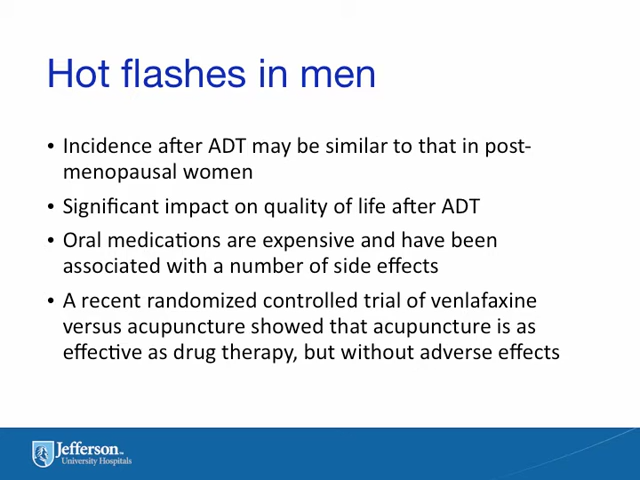 Hot flashes in men
• Incidence after ADT may be similar to that in post-
menopausal women
• Significant impact on quality of life after ADT
• Oral medications are expensive and have been
associated with a number of side effects
• A recent randomized controlled trial of venlafaxine
versus acupuncture showed that acupuncture is as
effective as drug therapy, but without adverse effects
Jefferson™
University Hospitals